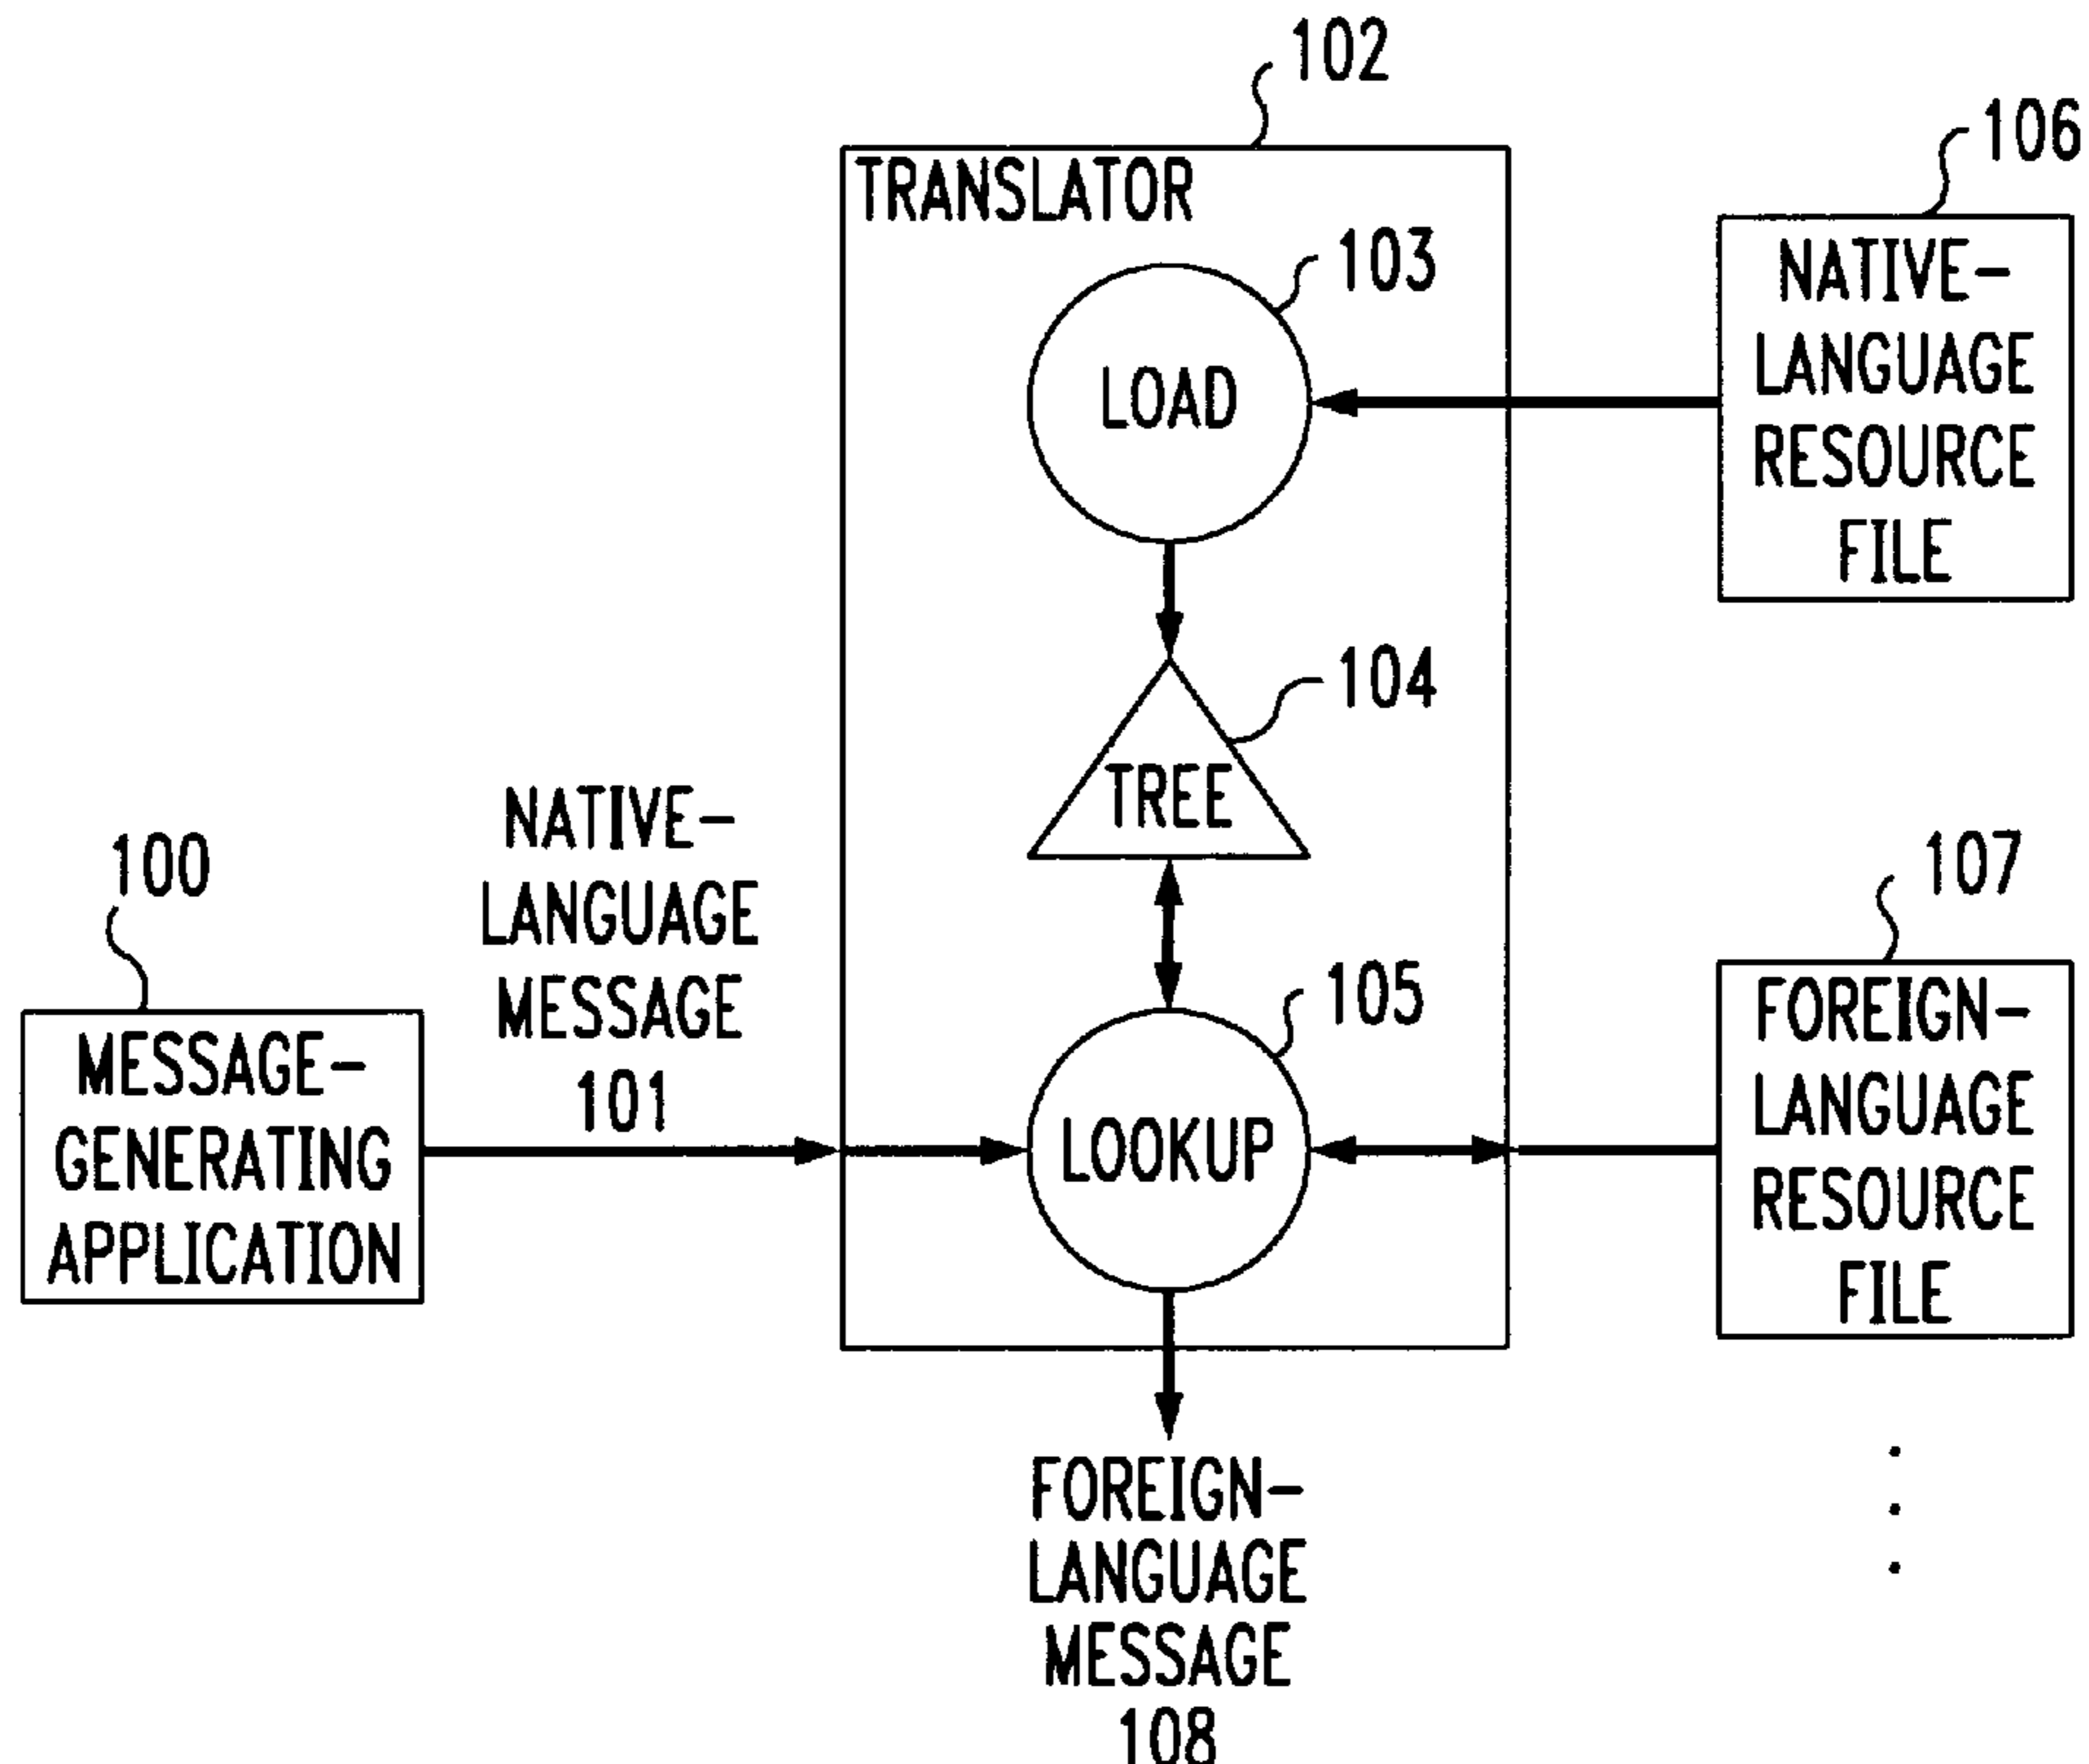 102
106
TRANSLATOR
103
NATIVE-
LANGUAGE
RESOURCE
FILE
LOAD
104
TREE
NATIVE-
LANGUAGE
MESSAGE
101
100
MESSAGE-
GENERATING
APPLICATION
105
LOOKUP
107
FOREIGN-
LANGUAGE
RESOURCE
FILE
FOREIGN-
LANGUAGE
MESSAGE
108